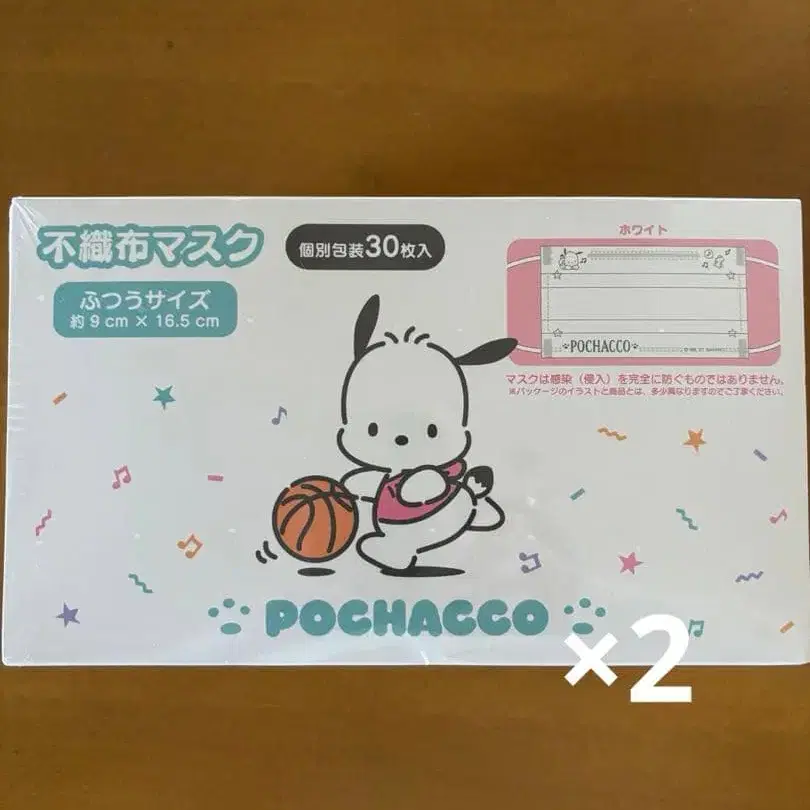 不織布マスク
個別包装30枚入
ふつうサイズ
約9cm×16.5cm
ホワイト
POCHACCO
マスクは感染（侵入）を完全に防ぐものではありません。
※パッケージのイラストと商品とは、多少異なりますのでご了承ください。
POCHACCO
×2